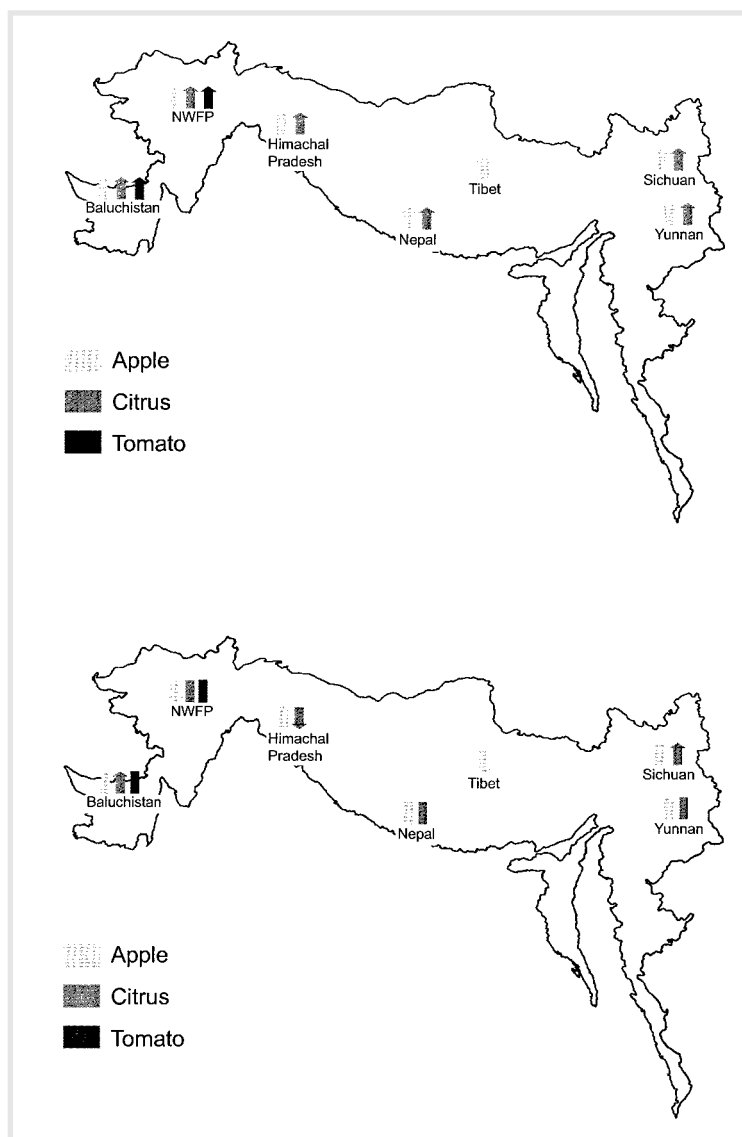 NWFP
Himachal
Pradesh
Baluchistan
Tibet
Nepal
Sichuan
Yunnan
Apple
Citrus
Tomato
NWFP
Himachal
Pradesh
Baluchistan
Tibet
Nepal
Sichuan
Yunnan
Apple
Citrus
Tomato